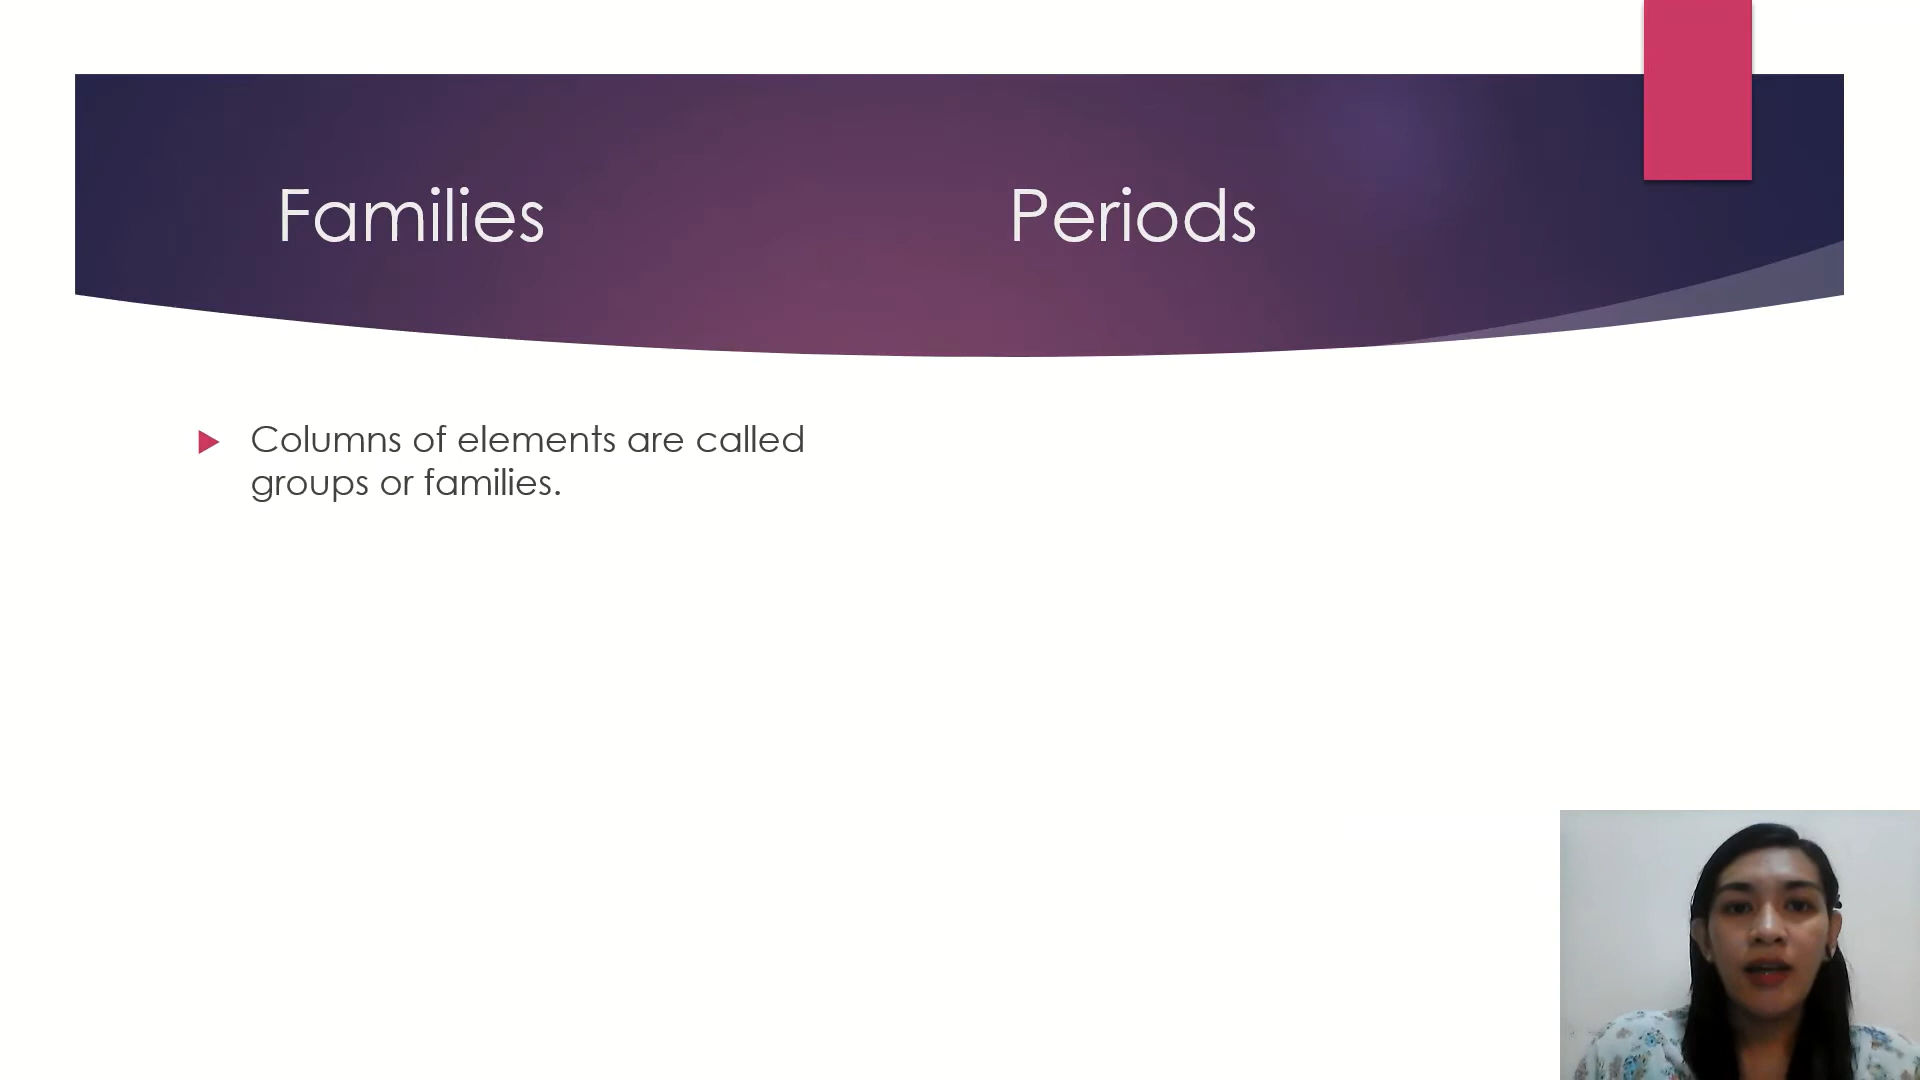 Families
Periods
Columns of elements are called
groups or families.